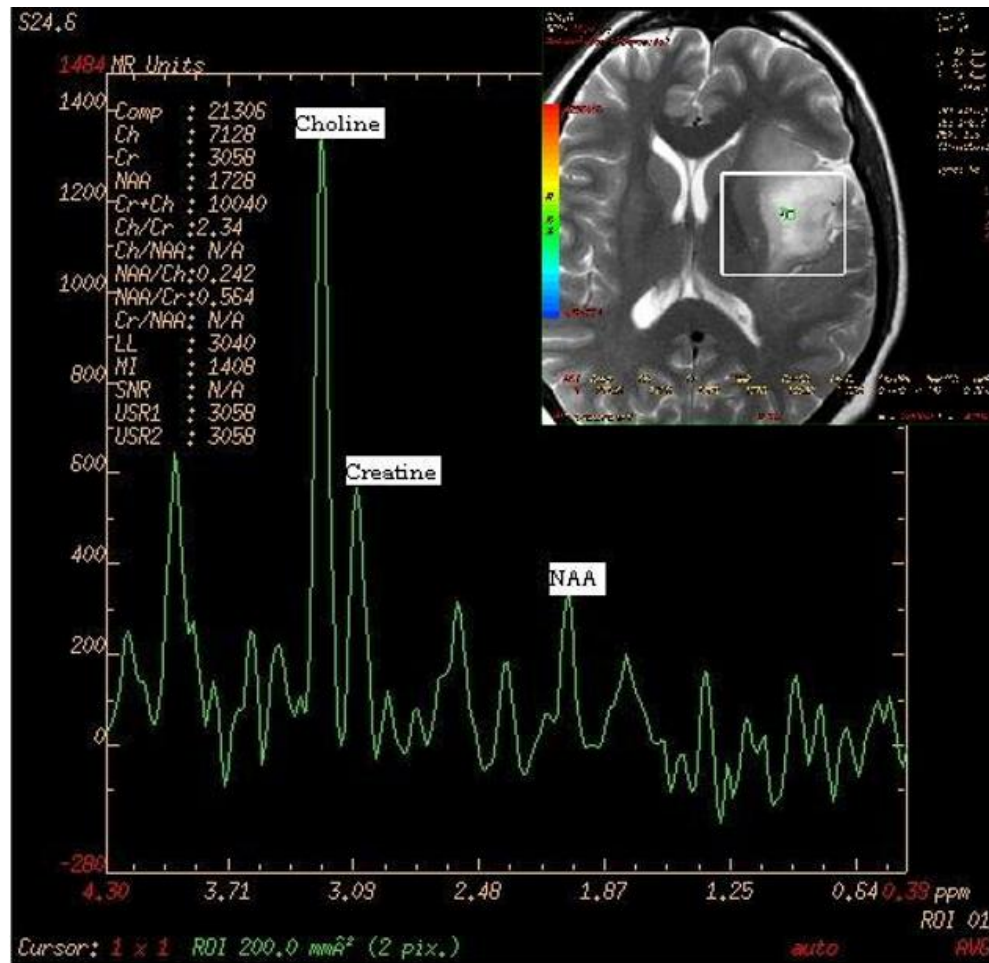 S24.6
1484 MR Units
1400
Comp : 21306
Ch : 7128
Cr : 3058
NAA : 1728
Cr+Ch : 10040
Ch/Cr :2.34
Ch/NAA: N/A
NAA/Ch:0.242
NAA/Cr:0.564
Cr/NAA: N/A
LL : 3040
MI : 1408
SNR : N/A
USR1 : 3058
USR2 : 3058
Choline
1200
1000
800
600
Creatine
400
NAA
200
0
-280
4.30 3.71 3.09 2.48 1.87 1.25 0.64 0.39 ppm
ROI 01
Cursor: 1 x 1 ROI 200.0 mmÂ² (2 pix.) auto AVG